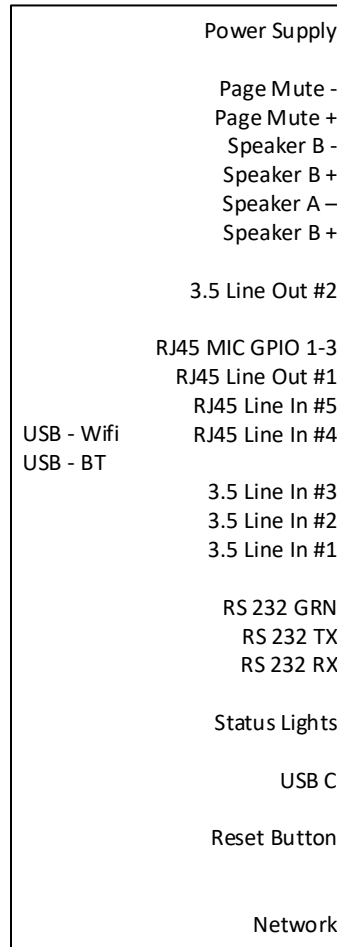 Power Supply
Page Mute -
Page Mute +
Speaker B -
Speaker B +
Speaker A –
Speaker B +
3.5 Line Out #2
RJ45 MIC GPIO 1-3
RJ45 Line Out #1
RJ45 Line In #5
USB - Wifi RJ45 Line In #4
USB - BT
3.5 Line In #3
3.5 Line In #2
3.5 Line In #1
RS 232 GRN
RS 232 TX
RS 232 RX
Status Lights
USB C
Reset Button
Network